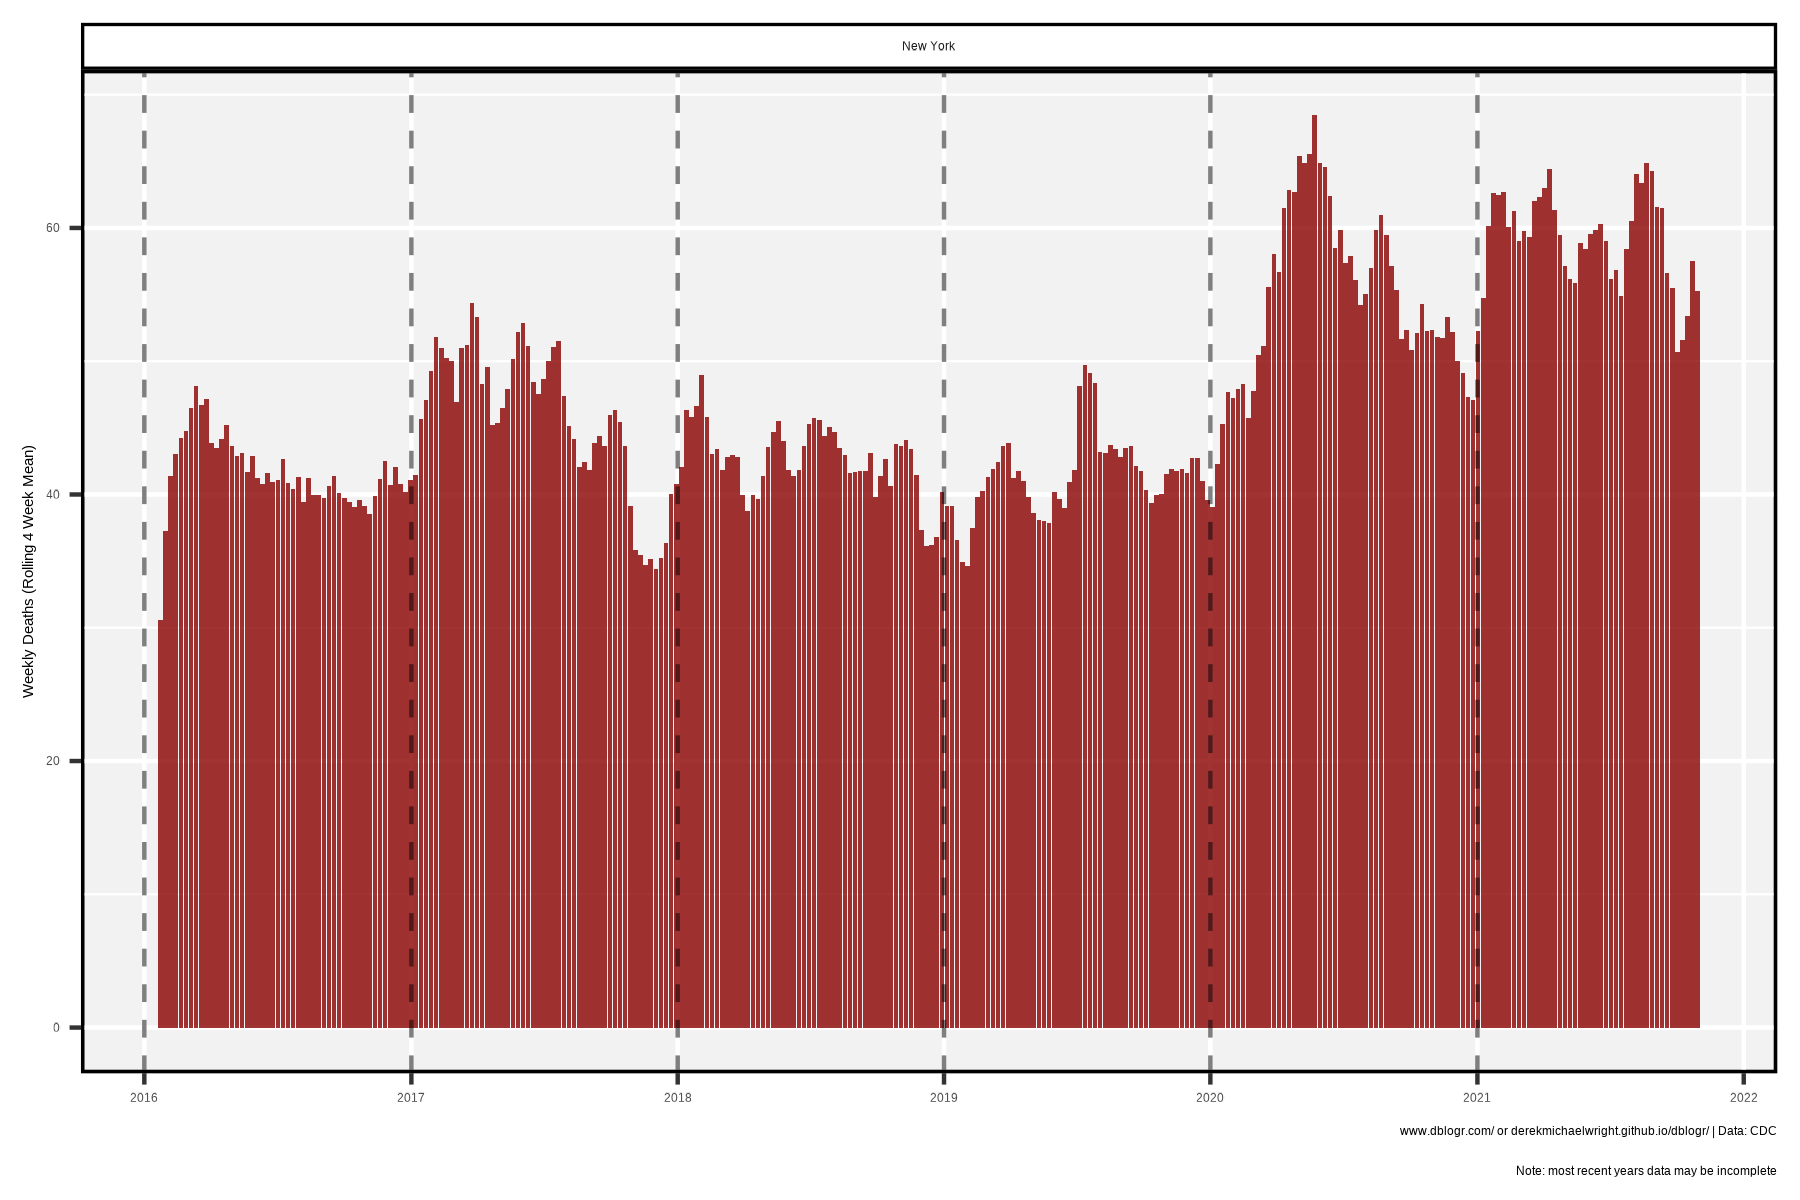 New York
Weekly Deaths (Rolling 4 Week Mean)
60
40
20
0
2016
2017
2018
2019
2020
2021
2022
www.dblogr.com/ or derekmichaelwright.github.io/dblogr/ | Data: CDC
Note: most recent years data may be incomplete